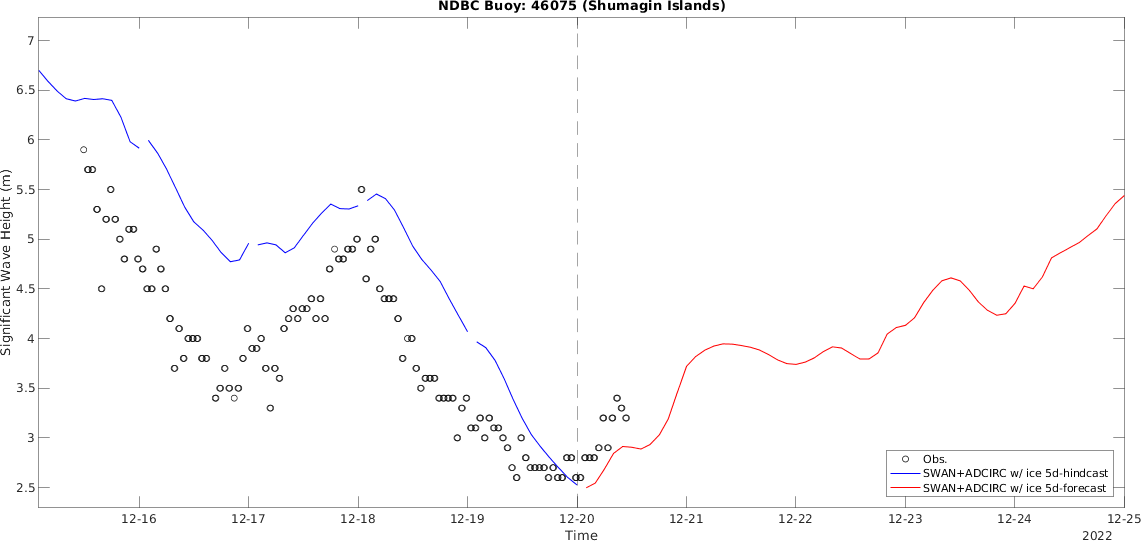 NDBC Buoy: 46075 (Shumagin Islands)
7
6.5
6
5.5
5
4.5
4
3.5
3
2.5
Significant Wave Height (m)
Obs.
SWAN+ADCIRC w/ ice 5d-hindcast
SWAN+ADCIRC w/ ice 5d-forecast
12-16 12-17 12-18 12-19 12-20 12-21 12-22 12-23 12-24 12-25
Time
2022